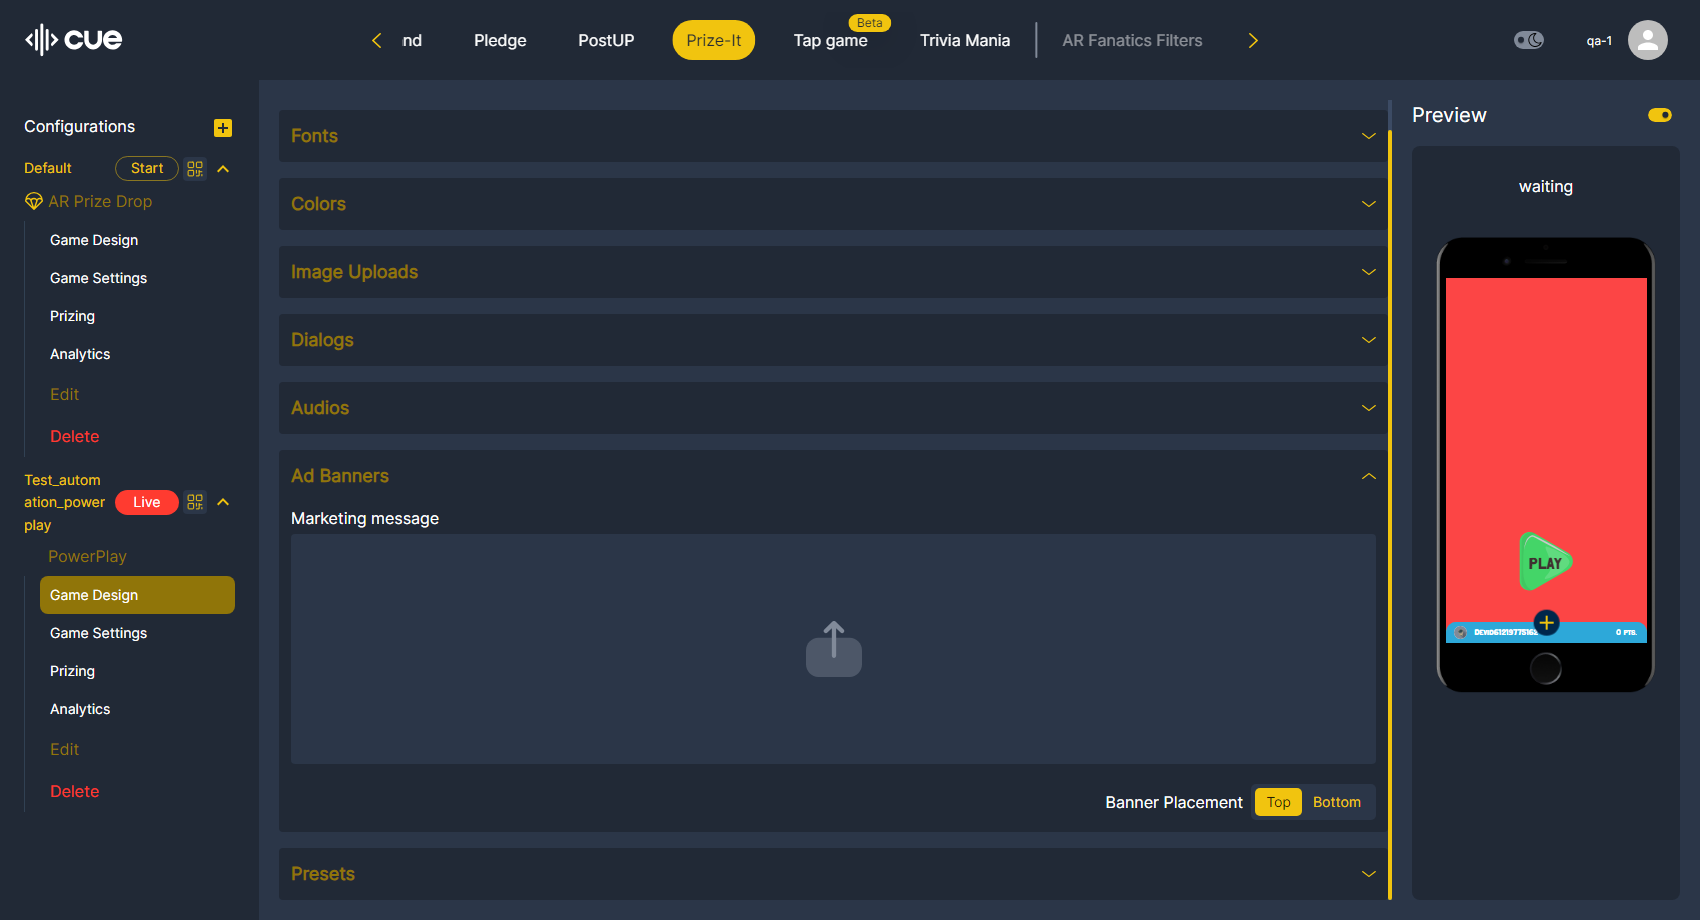 cue
nd
Pledge
PostUP
Prize-It
Beta
Tap game
Trivia Mania
AR Fanatics Filters
qa-1
Configurations
Default
Start
AR Prize Drop
Game Design
Game Settings
Prizing
Analytics
Edit
Delete
Test_autom
ation_power
play
Live
PowerPlay
Game Design
Game Settings
Prizing
Analytics
Edit
Delete
Fonts
Colors
Image Uploads
Dialogs
Audios
Ad Banners
Marketing message
Banner Placement
Top
Bottom
Presets
Preview
waiting
PLAY
0 PTS.